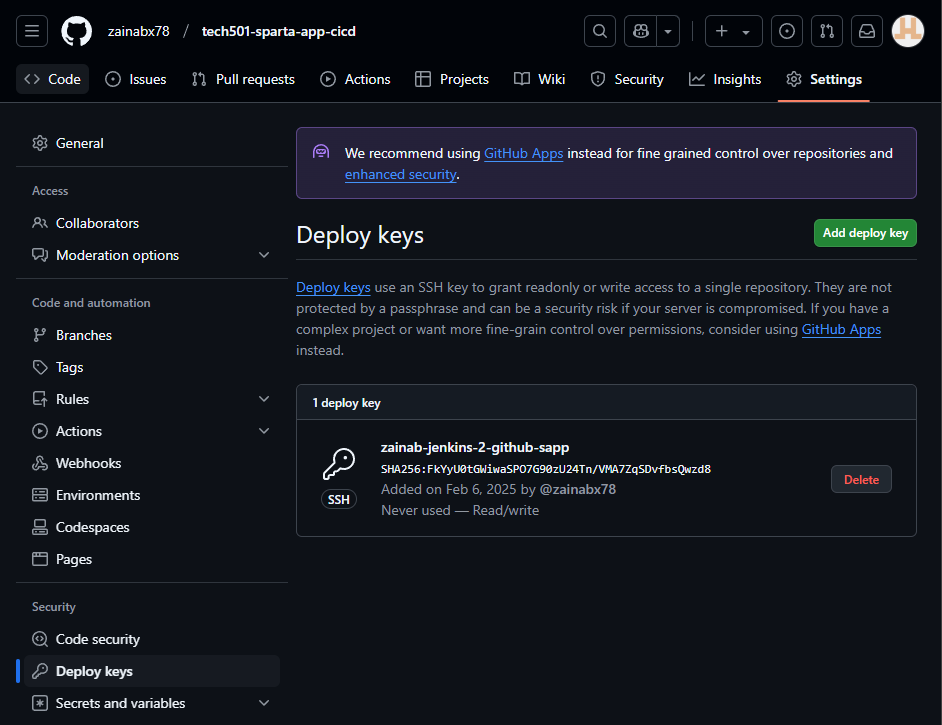 zainabx78 / tech501-sparta-app-cicd
Code Issues Pull requests Actions Projects Wiki Security Insights Settings
General
Access
Collaborators
Moderation options
Code and automation
Branches
Tags
Rules
Actions
Webhooks
Environments
Codespaces
Pages
Security
Code security
Deploy keys
Secrets and variables
We recommend using GitHub Apps instead for fine grained control over repositories and
enhanced security.
Deploy keys
Add deploy key
Deploy keys use an SSH key to grant readonly or write access to a single repository. They are not
protected by a passphrase and can be a security risk if your server is compromised. If you have a
complex project or want more fine-grain control over permissions, consider using GitHub Apps
instead.
1 deploy key
SSH
zainab-jenkins-2-github-sapp
SHA256:FkYyU0tGWiwaSPO7G90zU24Tn/VMA7ZqSDvfbsQwzd8
Added on Feb 6, 2025 by @zainabx78
Never used — Read/write
Delete